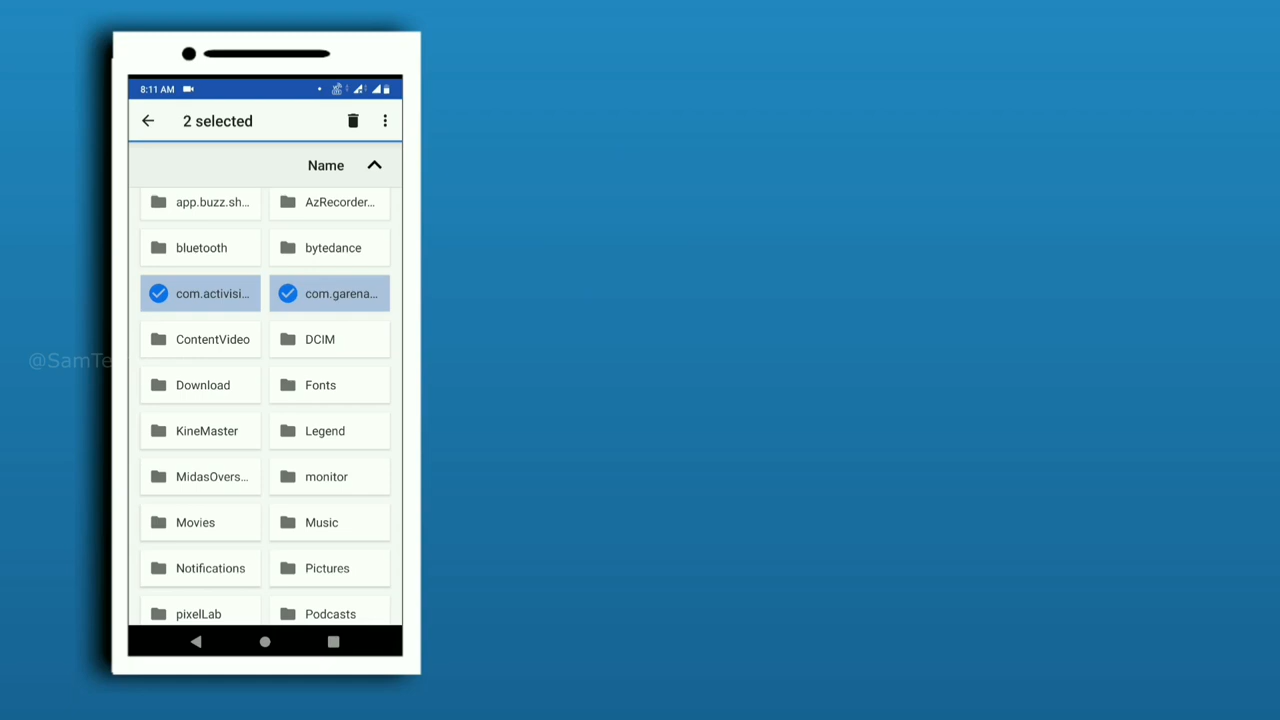 8:11 AM
2 selected
Name
app.buzz.sh...
AzRecorder...
bluetooth
bytedance
com.activisi...
com.garena...
ContentVideo
DCIM
@SamTe
Download
Fonts
KineMaster
Legend
MidasOvers...
monitor
Movies
Music
Notifications
Pictures
pixelLab
Podcasts